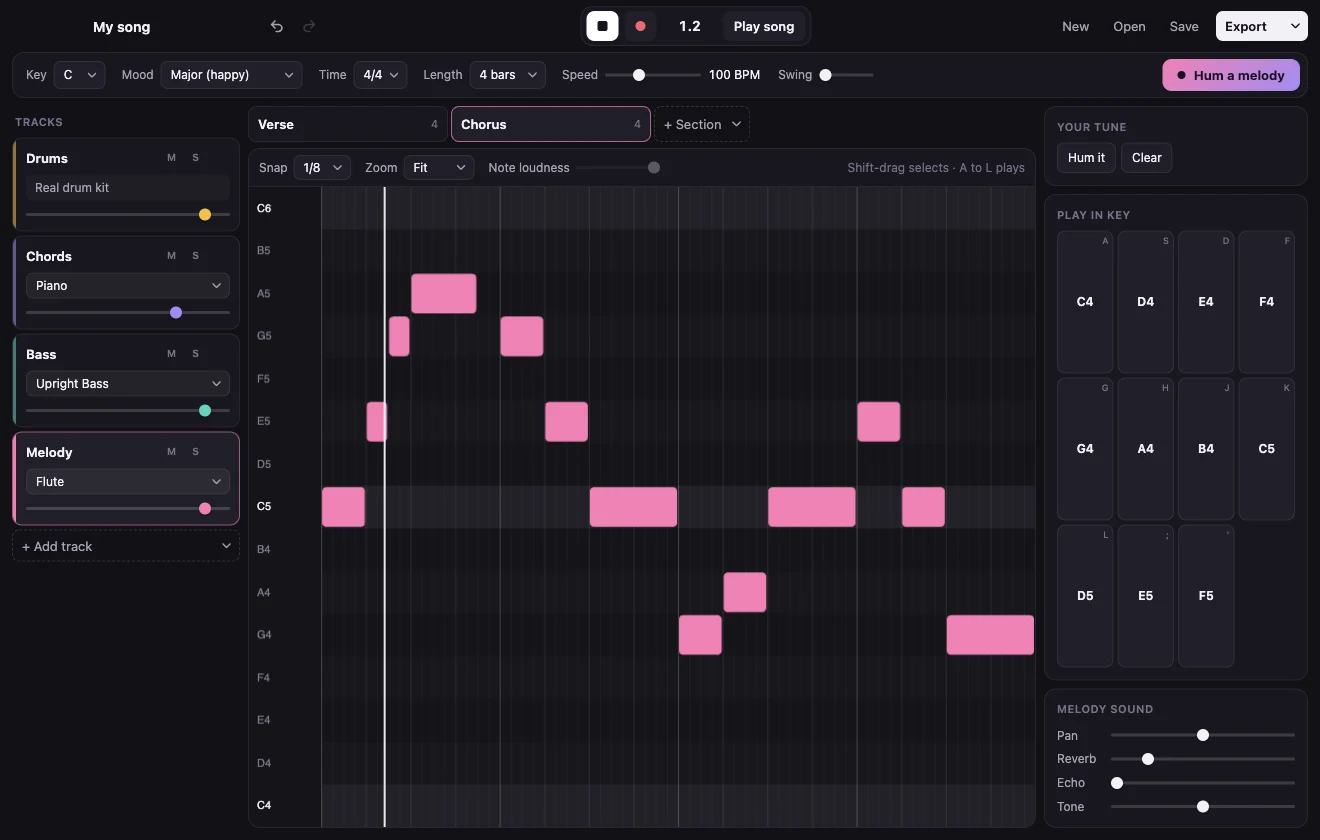 My song
1.2
Play song
New
Open
Save
Export
Key
C
Mood
Major (happy)
Time
4/4
Length
4 bars
Speed
100 BPM
Swing
Hum a melody
TRACKS
Drums
M
S
Real drum kit
Chords
M
S
Piano
Bass
M
S
Upright Bass
Melody
M
S
Flute
+ Add track
Verse
4
Chorus
4
+ Section
Snap
1/8
Zoom
Fit
Note loudness
Shift-drag selects · A to L plays
C6
B5
A5
G5
F5
E5
D5
C5
B4
A4
G4
F4
E4
D4
C4
YOUR TUNE
Hum it
Clear
PLAY IN KEY
A
C4
S
D4
D
E4
F
F4
G
G4
H
A4
J
B4
K
C5
L
D5
;
E5
'
F5
MELODY SOUND
Pan
Reverb
Echo
Tone